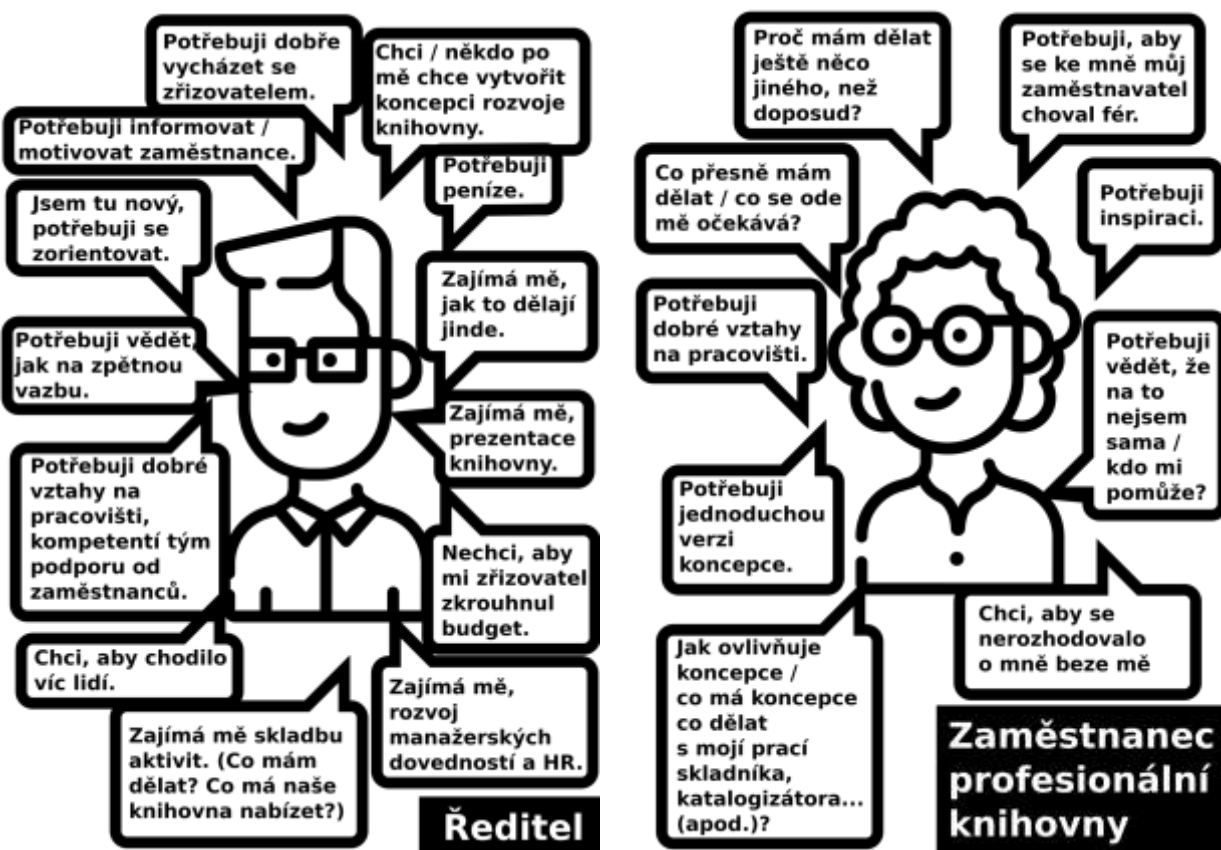 Potřebuji dobře
vycházet se
zřizovatelem.
Chci / někdo po
mě chce vytvořit
koncepci rozvoje
knihovny.
Potřebuji informovat /
motivovat zaměstnance.
Potřebuji
peníze.
Jsem tu nový,
potřebuji se
zorientovat.
Zajímá mě,
jak to dělají
jinde.
Potřebuji vědět,
jak na zpětnou
vazbu.
Zajímá mě,
prezentace
knihovny.
Potřebuji dobré
vztahy na
pracovišti,
kompetentí tým
podporu od
zaměstnanců.
Nechci, aby
mi zřizovatel
zkrouhnul
budget.
Chci, aby chodilo
víc lidí.
Zajímá mě,
rozvoj
manažerských
dovedností a HR.
Zajímá mě skladbu
aktivit. (Co mám
dělat? Co má naše
knihovna nabízet?)
Ředitel
Proč mám dělat
ještě něco
jiného, než
doposud?
Potřebuji, aby
se ke mně můj
zaměstnavatel
choval fér.
Co přesně mám
dělat / co se ode
mě očekává?
Potřebuji
inspiraci.
Potřebuji
dobré vztahy
na pracovišti.
Potřebuji
vědět, že
na to
nejsem
sama /
kdo mi
pomůže?
Potřebuji
jednoduchou
verzi
koncepce.
Chci, aby se
nerozhodovalo
o mně beze mě
Jak ovlivňuje
koncepce /
co má koncepce
co dělat
s mojí prací
skladníka,
katalogizátora...
(apod.)?
Zaměstnanec
profesionální
knihovny